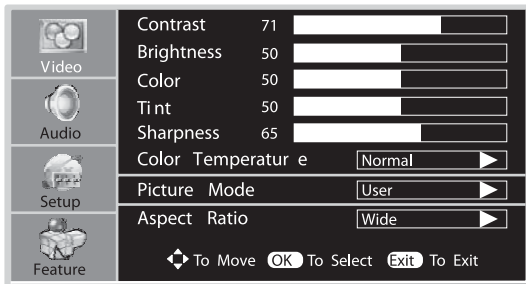 Video
Audio
Setup
Feature
Contrast 71
Brightness 50
Color 50
Ti nt 50
Sharpness 65
Color Temperatur e Normal
Picture Mode User
Aspect Ratio Wide
To Move OK To Select Exit To Exit